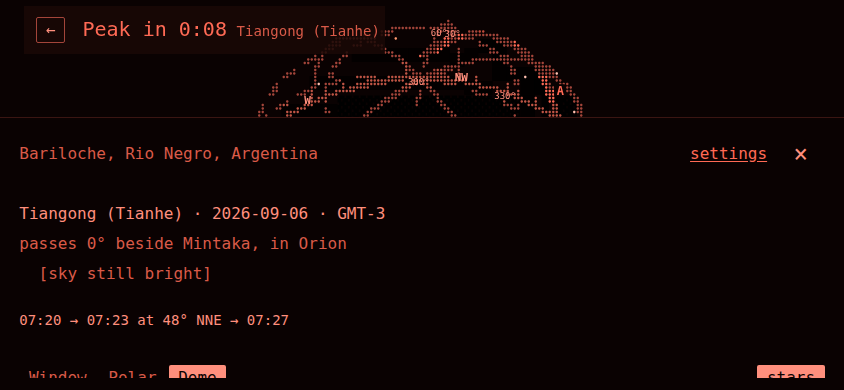 ← Peak in 0:08 Tiangong (Tianhe)
60° 30°
300° NW
W 330° A
Bariloche, Rio Negro, Argentina settings ×
Tiangong (Tianhe) · 2026-09-06 · GMT-3
passes 0° beside Mintaka, in Orion
[sky still bright]
07:20 → 07:23 at 48° NNE → 07:27
Window Polar Dome stars